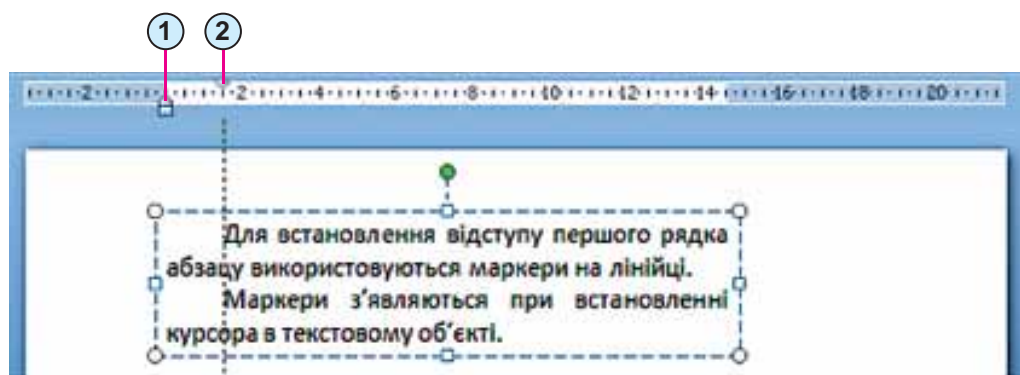 1 2
2 2 4 6 8 10 12 14 16 18 20
Для встановлення відступу першого рядка
абзацу використовуються маркери на лінійці.
Маркери з’являються при встановленні
курсора в текстовому об’єкті.